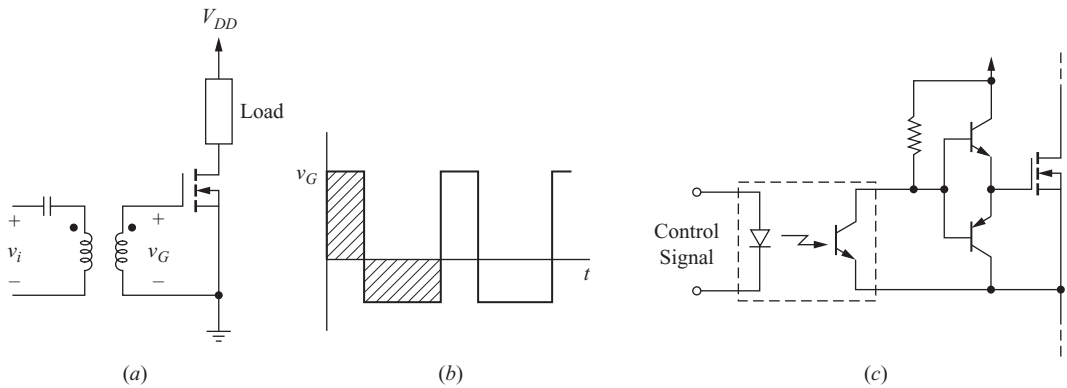 V_DD
Load
+
v_i
−
+
v_G
−
(a)
v_G
t
(b)
Control
Signal
(c)